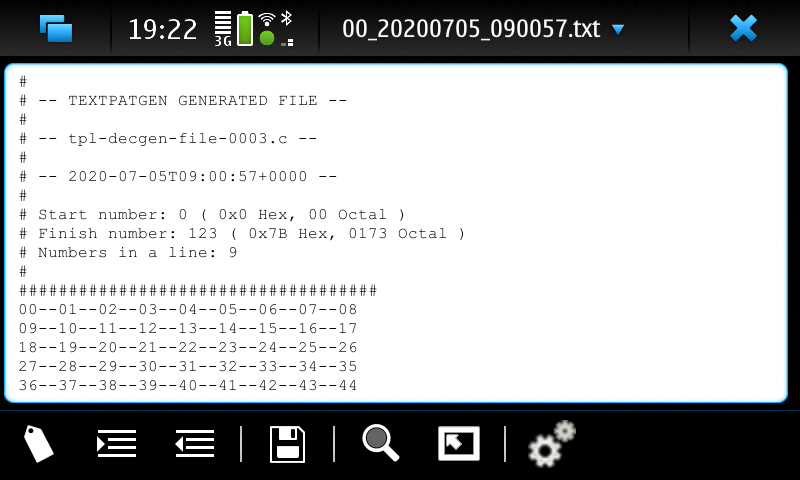 19:22 3G 00_20200705_090057.txt
#
# -- TEXTPATGEN GENERATED FILE --
#
# -- tpl-decgen-file-0003.c --
#
# -- 2020-07-05T09:00:57+0000 --
#
# Start number: 0 ( 0x0 Hex, 00 Octal )
# Finish number: 123 ( 0x7B Hex, 0173 Octal )
# Numbers in a line: 9
#
####################################
00--01--02--03--04--05--06--07--08
09--10--11--12--13--14--15--16--17
18--19--20--21--22--23--24--25--26
27--28--29--30--31--32--33--34--35
36--37--38--39--40--41--42--43--44